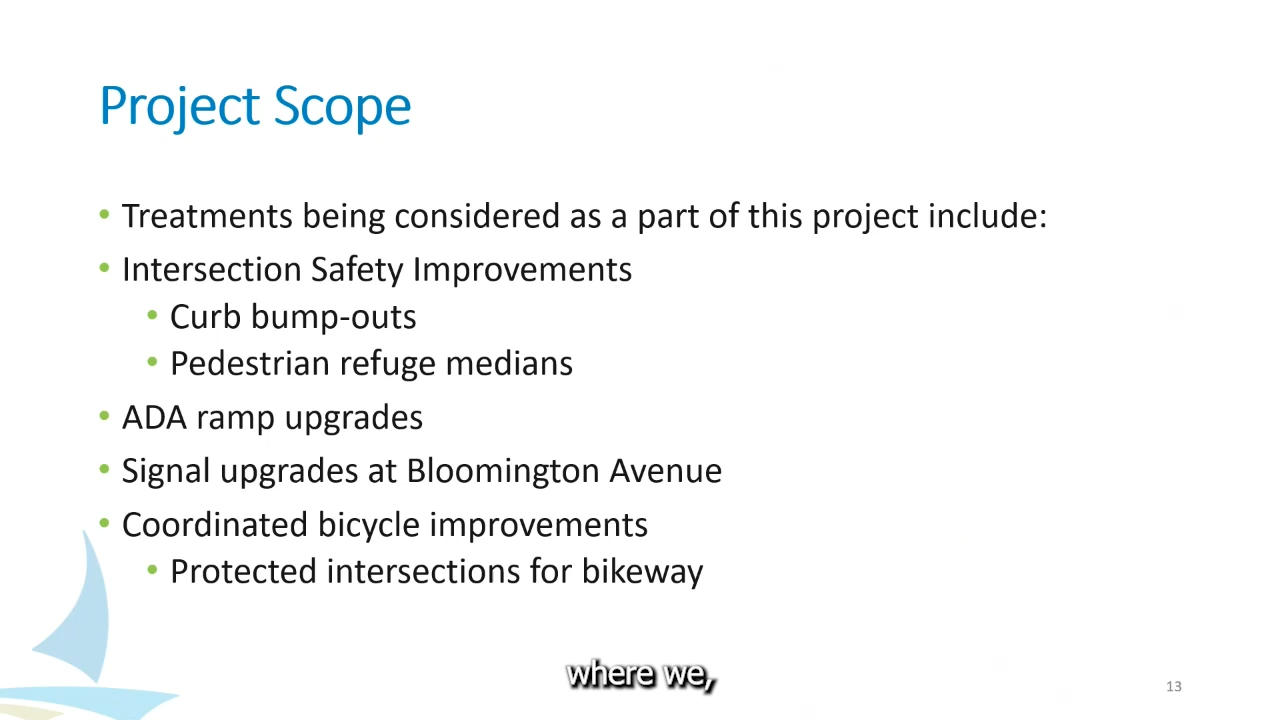 Project Scope
• Treatments being considered as a part of this project include:
• Intersection Safety Improvements
• Curb bump-outs
• Pedestrian refuge medians
• ADA ramp upgrades
• Signal upgrades at Bloomington Avenue
• Coordinated bicycle improvements
• Protected intersections for bikeway
where we,
13